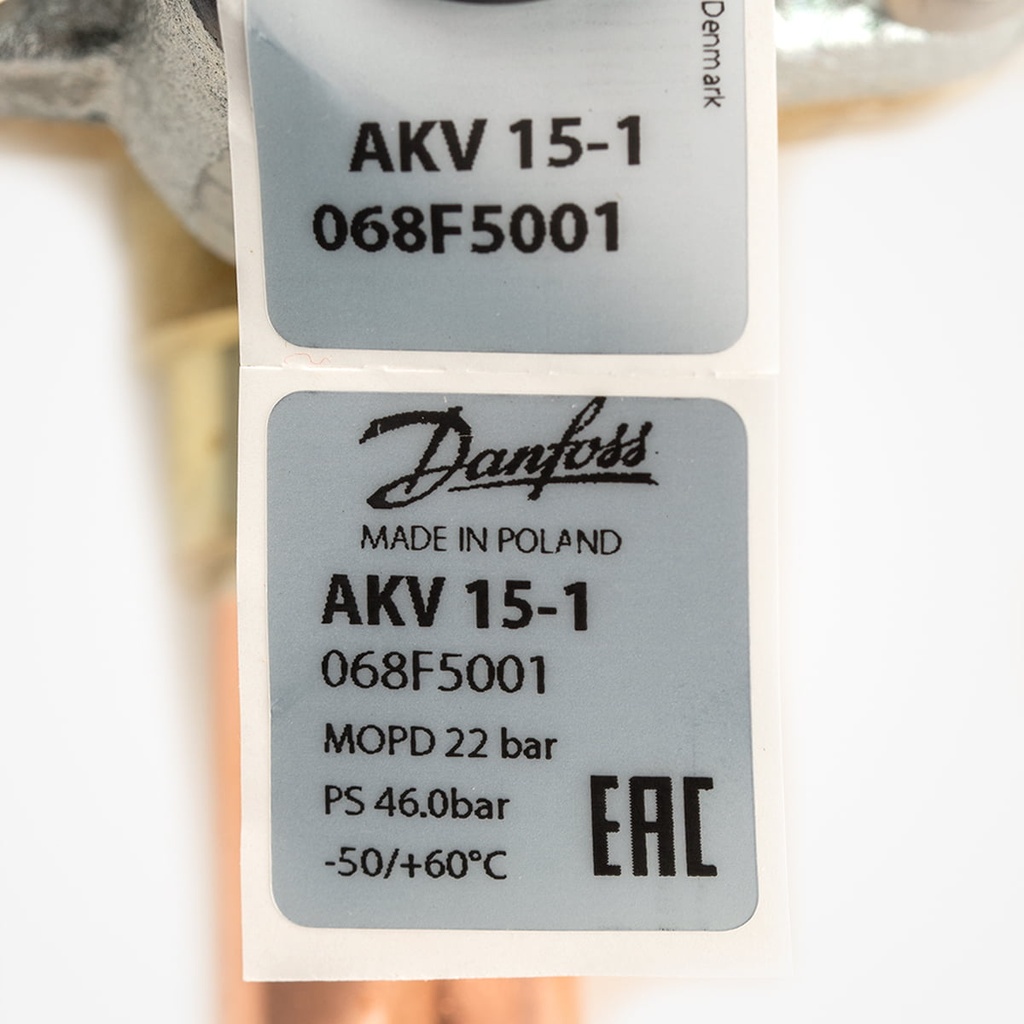 Denmark
AKV 15-1
068F5001
Danfoss
MADE IN POLAND
AKV 15-1
068F5001
MOPD 22 bar
PS 46.0bar
-50/+60°C
EAC